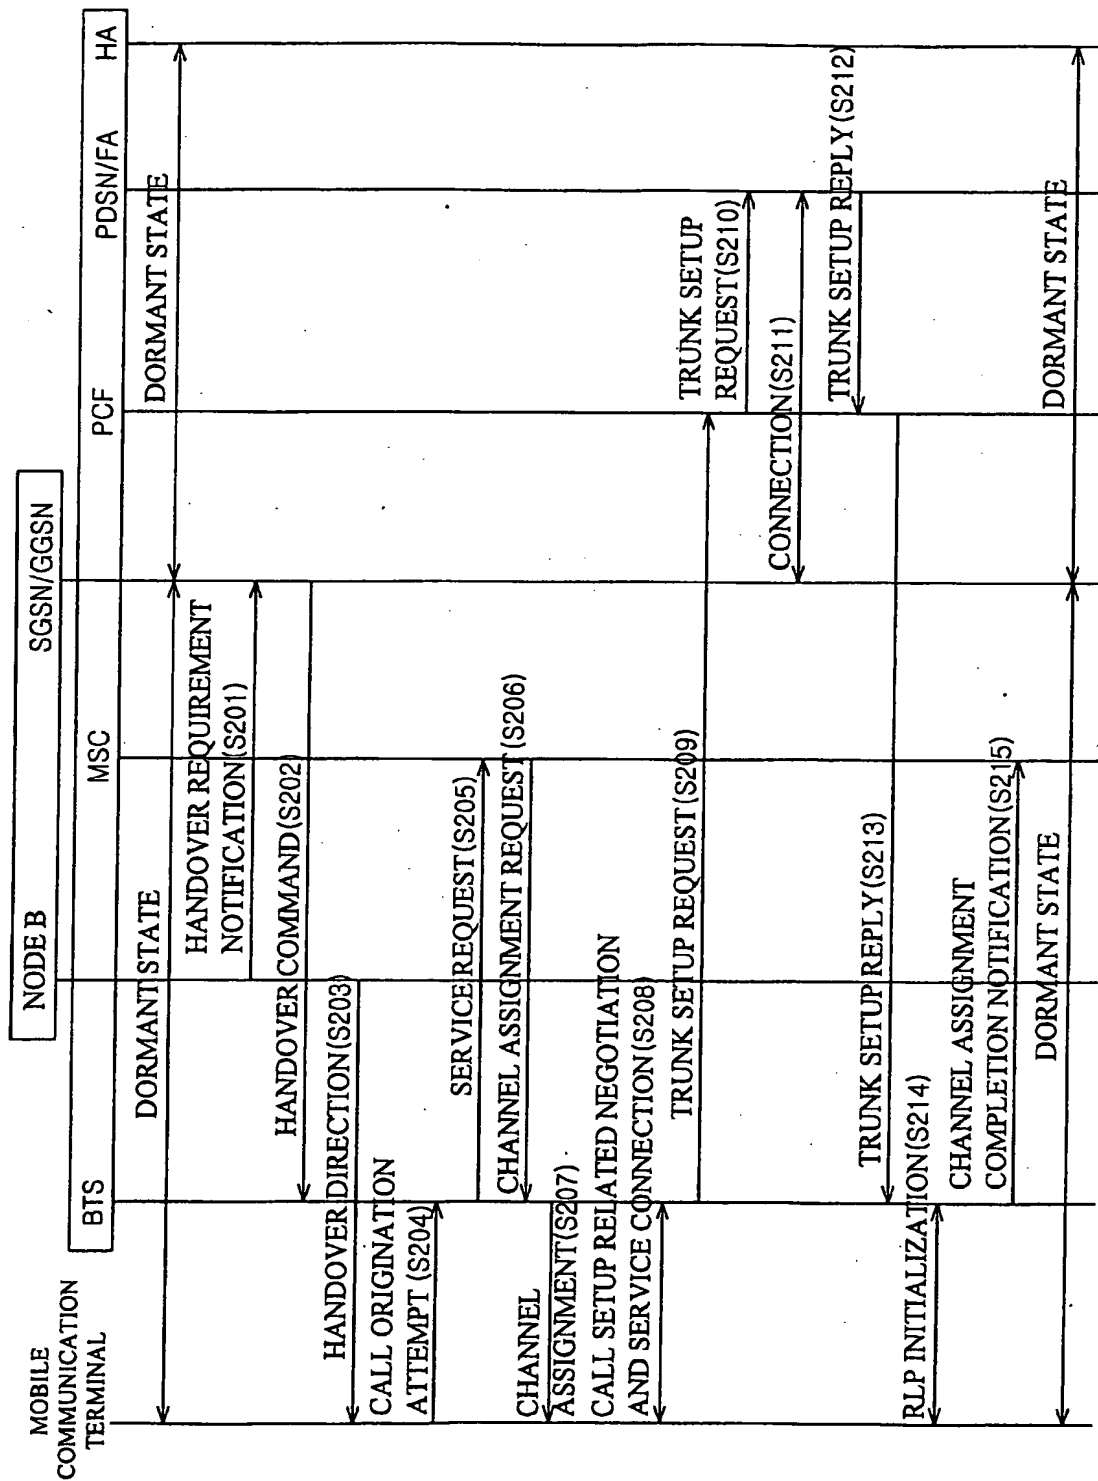 MOBILE
COMMUNICATION
TERMINAL
NODE B
SGSN/GGSN
BTS
MSC
PCF
PDSN/FA
HA
DORMANT STATE
DORMANT STATE
HANDOVER REQUIREMENT
NOTIFICATION(S201)
HANDOVER COMMAND(S202)
HANDOVER DIRECTION(S203)
CALL ORIGINATION
ATTEMPT (S204)
SERVICE REQUEST(S205)
CHANNEL ASSIGNMENT REQUEST (S206)
CHANNEL
ASSIGNMENT(S207)
CALL SETUP RELATED NEGOTIATION
AND SERVICE CONNECTION(S208)
TRUNK SETUP REQUEST(S209)
TRUNK SETUP
REQUEST(S210)
CONNECTION(S211)
TRUNK SETUP REPLY(S212)
TRUNK SETUP REPLY(S213)
RLP INITIALIZATION(S214)
CHANNEL ASSIGNMENT
COMPLETION NOTIFICATION(S215)
DORMANT STATE
DORMANT STATE